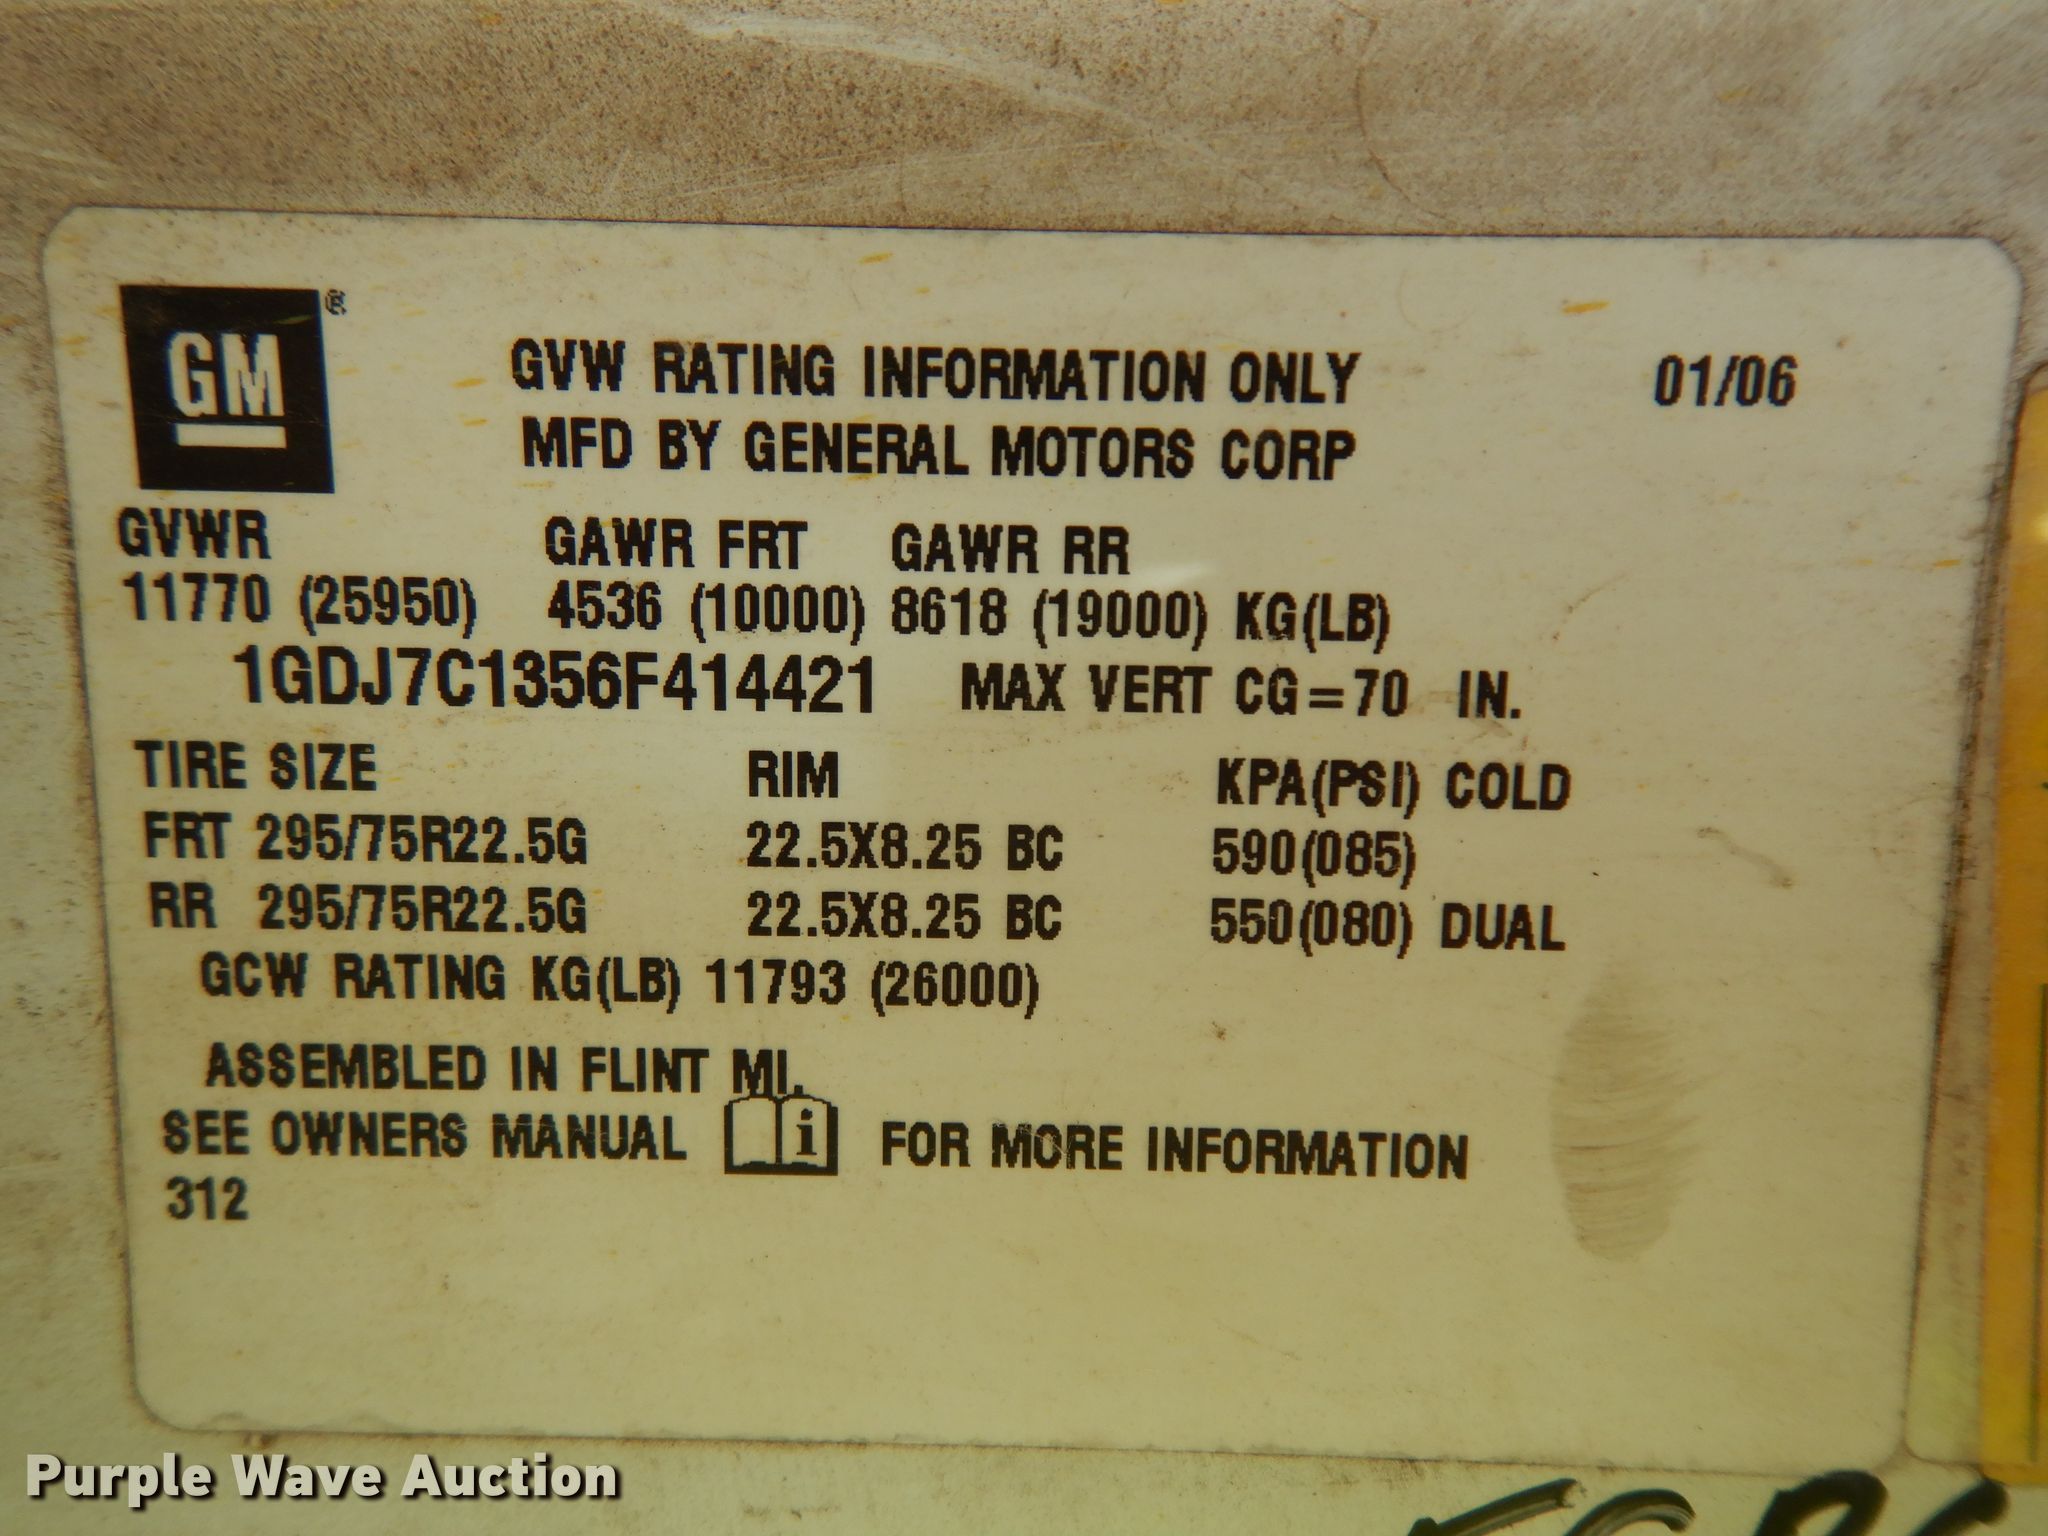 GM®
GVW RATING INFORMATION ONLY 01/06
MFD BY GENERAL MOTORS CORP
GVWR GAWR FRT GAWR RR
11770 (25950) 4536 (10000) 8618 (19000) KG(LB)
1GDJ7C1356F414421 MAX VERT CG=70 IN.
TIRE SIZE RIM KPA(PSI) COLD
FRT 295/75R22.5G 22.5X8.25 BC 590(085)
RR 295/75R22.5G 22.5X8.25 BC 550(080) DUAL
GCW RATING KG(LB) 11793 (26000)
ASSEMBLED IN FLINT MI.
SEE OWNERS MANUAL i FOR MORE INFORMATION
312
Purple Wave Auction